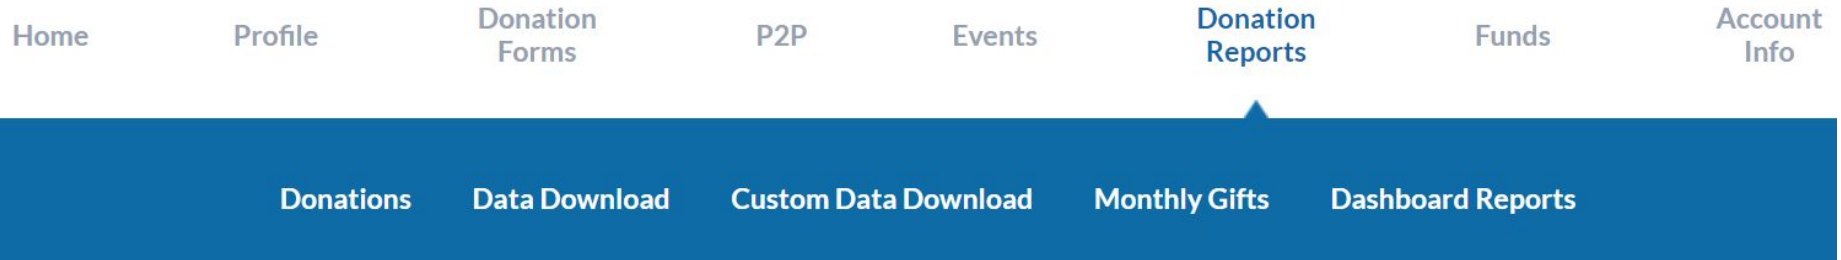 Home
Profile
Donation
Forms
P2P
Events
Donation
Reports
Funds
Account
Info
Donations
Data Download
Custom Data Download
Monthly Gifts
Dashboard Reports